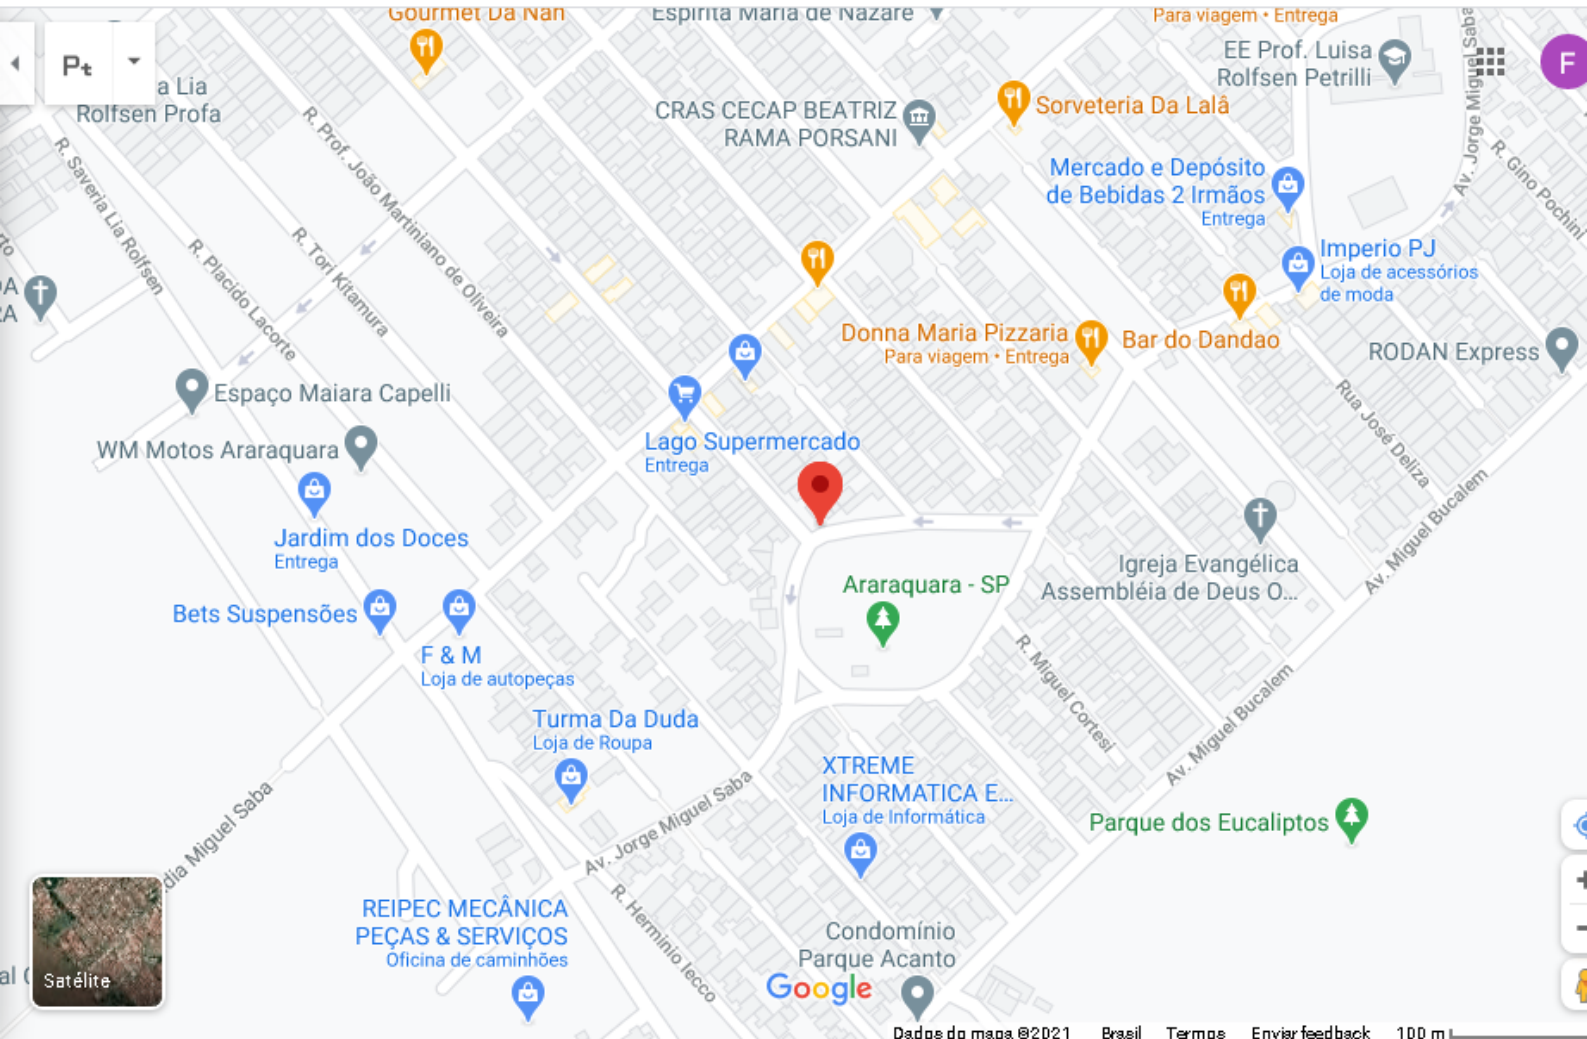 Gourmet Da Nan
Espírita Maria de Nazaré
Para viagem • Entrega
EE Prof. Luisa
Rolfsen Petrilli
Pt
F
a Lia
Rolfsen Profa
CRAS CECAP BEATRIZ
RAMA PORSANI
Sorveteria Da Lalâ
Av. Jorge Miguel Saba
R. Gino Pochini
R. Saveria Lia Rolfsen
R. Prof. João Martiniano de Oliveira
R. Placido Lacorte
R. Tori Kitamura
Mercado e Depósito
de Bebidas 2 Irmãos
Entrega
Imperio PJ
Loja de acessórios
de moda
Donna Maria Pizzaria
Para viagem • Entrega
Bar do Dandao
RODAN Express
Espaço Maiara Capelli
WM Motos Araraquara
Lago Supermercado
Entrega
Rua José Deliza
Av. Miguel Bucalem
Jardim dos Doces
Entrega
Igreja Evangélica
Assembléia de Deus O...
Araraquara - SP
Bets Suspensões
F & M
Loja de autopeças
R. Miguel Cortesi
Av. Miguel Bucalem
Turma Da Duda
Loja de Roupa
XTREME
INFORMATICA E...
Loja de Informática
Parque dos Eucaliptos
Av. Jorge Miguel Saba
dia Miguel Saba
R. Herminio Iecco
REIPEC MECÂNICA
PEÇAS & SERVIÇOS
Oficina de caminhões
Condomínio
Parque Acanto
Satélite
Google
Dados do mapa ©2021 Brasil Termos Enviar feedback 100 m